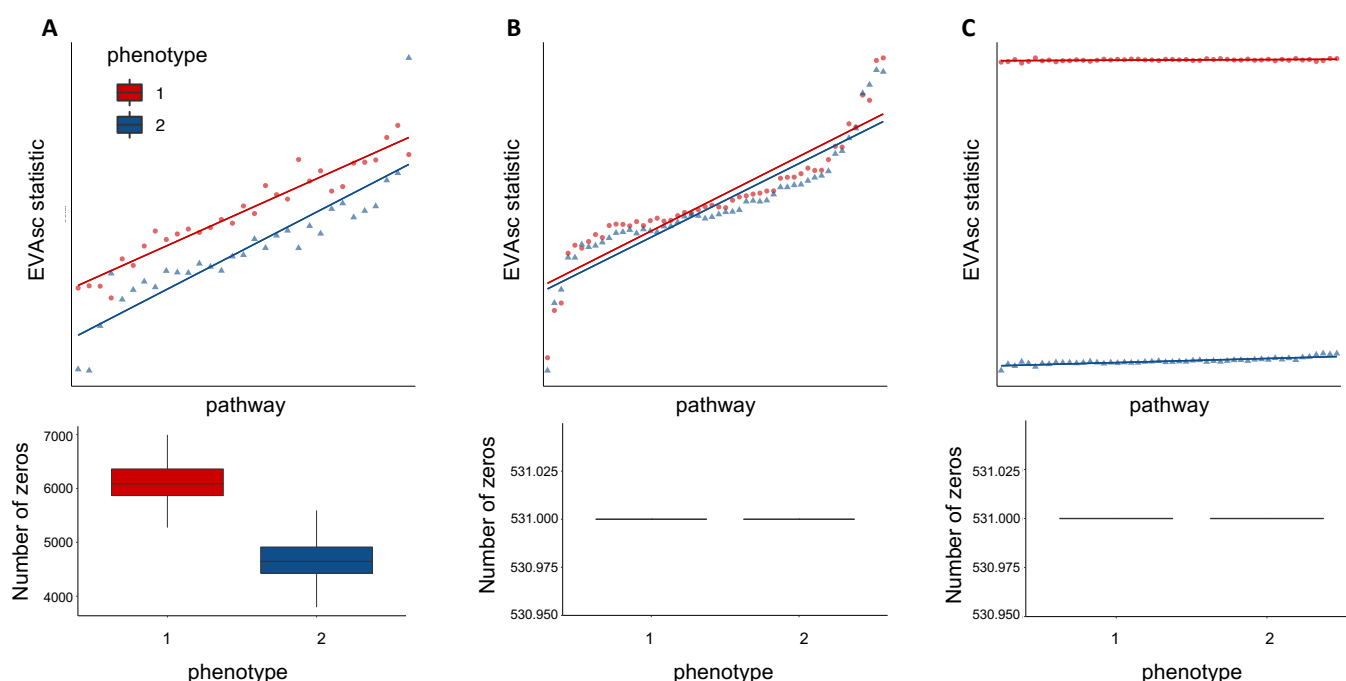 A
phenotype
1
2
EVAsc statistic
pathway
7000
6000
5000
4000
Number of zeros
1
2
phenotype
B
EVAsc statistic
pathway
531.025
531.000
530.975
530.950
Number of zeros
1
2
phenotype
C
EVAsc statistic
pathway
531.025
531.000
530.975
530.950
Number of zeros
1
2
phenotype